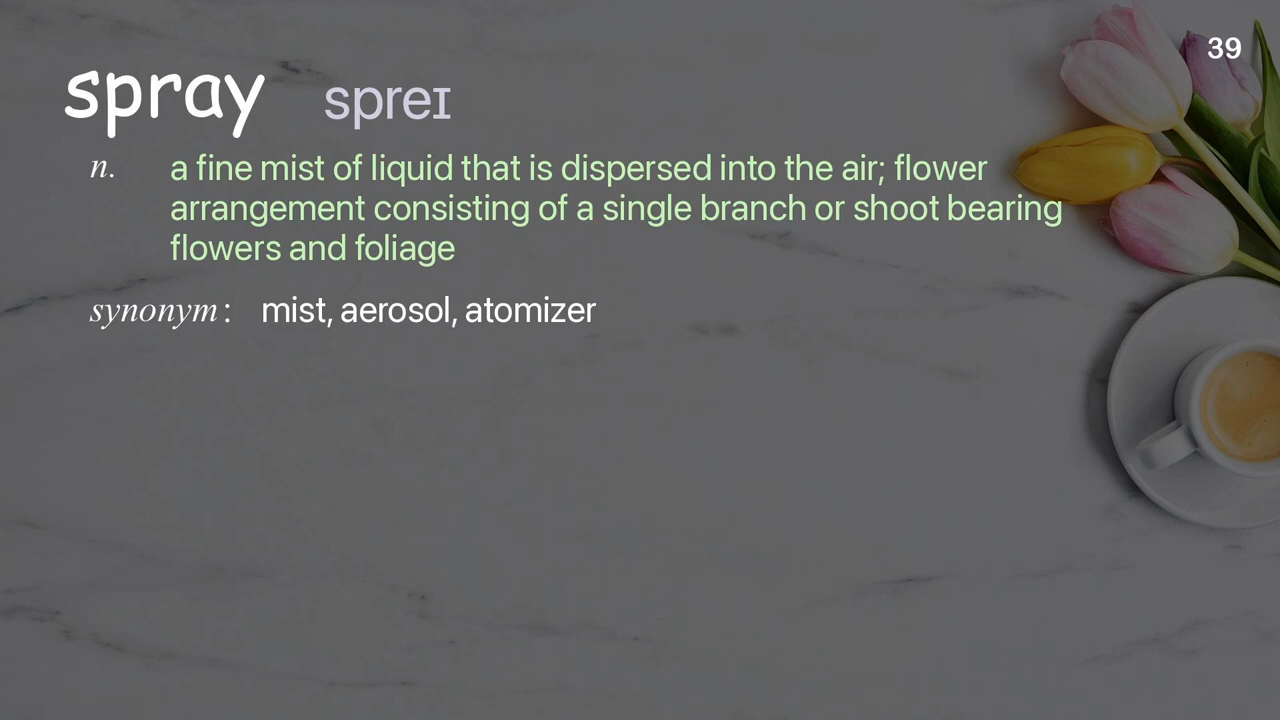 39
spray spreɪ
n. a fine mist of liquid that is dispersed into the air; flower
arrangement consisting of a single branch or shoot bearing
flowers and foliage
synonym: mist, aerosol, atomizer